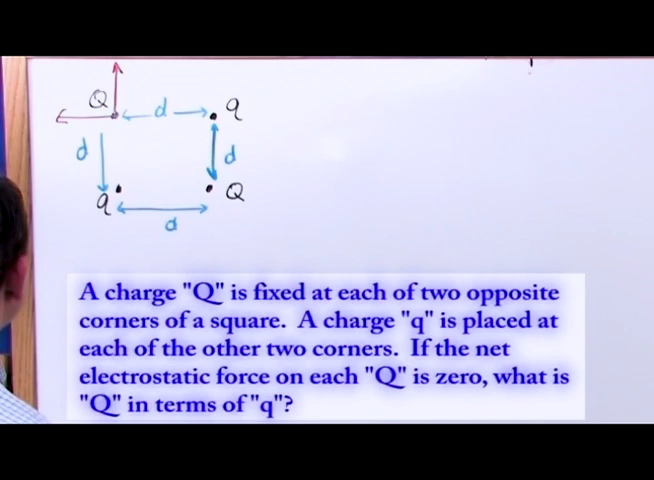 Q d q
d d
q Q
d
A charge "Q" is fixed at each of two opposite
corners of a square. A charge "q" is placed at
each of the other two corners. If the net
electrostatic force on each "Q" is zero, what is
"Q" in terms of "q"?